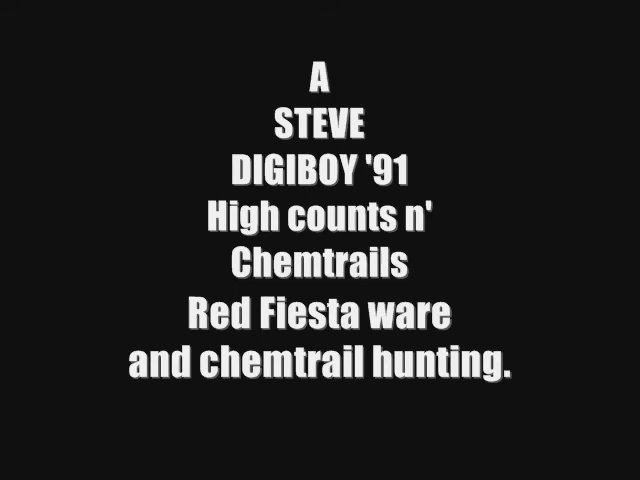 A
STEVE
DIGIBOY '91
High counts n'
Chemtrails
Red Fiesta ware
and chemtrail hunting.